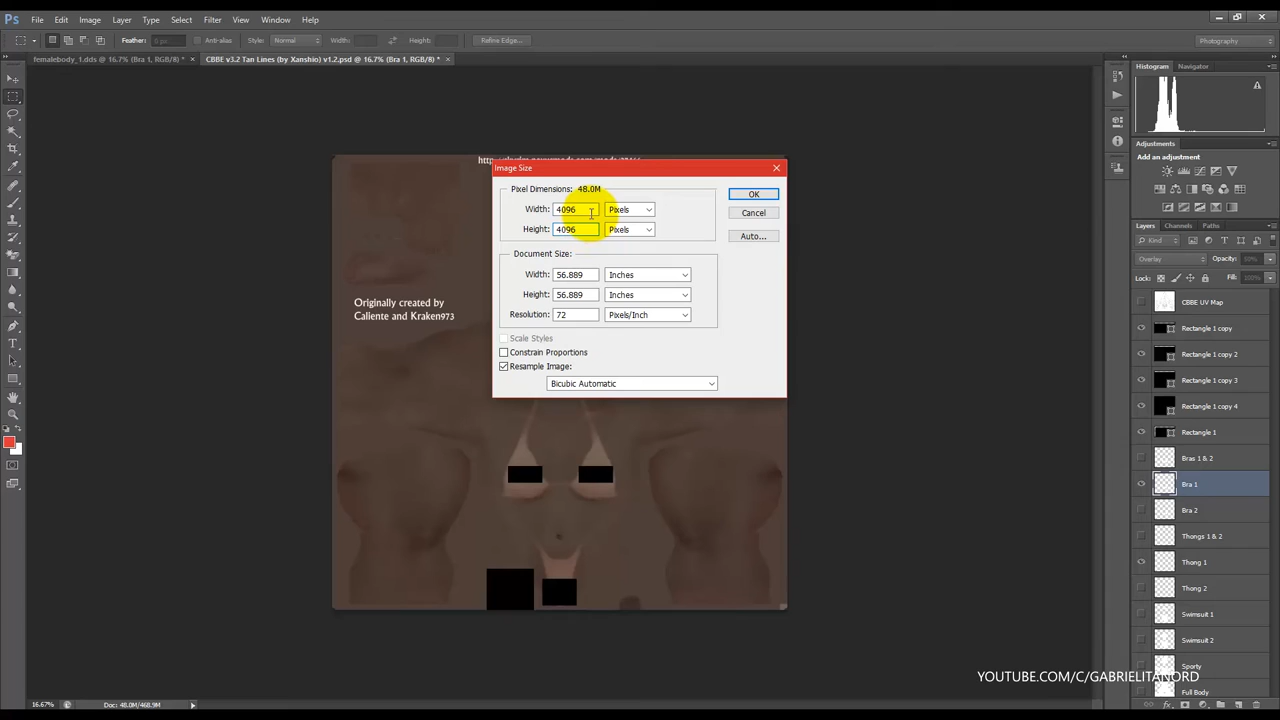 Ps File Edit Image Layer Type Select Filter View Window Help
Feather: 0 px Anti-alias Style: Normal Width: Height: Refine Edge... Photography
femalebody_1.dds @ 16.7% (Bra 1, RGB/8) * × CBBE v3.2 Tan Lines (by Xanshio) v1.2.psd @ 16.7% (Bra 1, RGB/8) * ×
Histogram Navigator
Image Size
Pixel Dimensions: 48.0M
Width: 4096 Pixels
Height: 4096 Pixels
OK
Cancel
Auto...
Document Size:
Width: 56.889 Inches
Height: 56.889 Inches
Resolution: 72 Pixels/Inch
Scale Styles
Constrain Proportions
Resample Image:
Bicubic Automatic
Originally created by
Caliente and Kraken973
Adjustments
Add an adjustment
Layers Channels Paths
Kind
Overlay Opacity: 50%
Lock: Fill: 100%
CBBE UV Map
Rectangle 1 copy
Rectangle 1 copy 2
Rectangle 1 copy 3
Rectangle 1 copy 4
Rectangle 1
Bras 1 & 2
Bra 1
Bra 2
Thongs 1 & 2
Thong 1
Thong 2
Swimsuit 1
Swimsuit 2
Sporty
Full Body
YOUTUBE.COM/C/GABRIELITANORD
16.67% Doc: 48.0M/468.9M